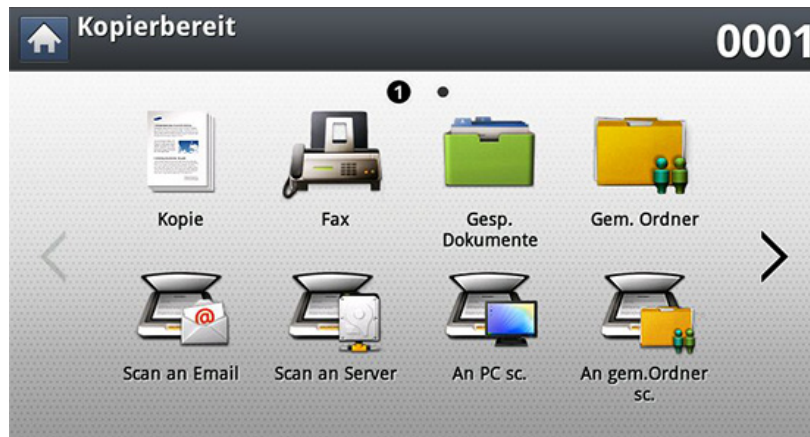 Kopierbereit
0001
1
Kopie
Fax
Gesp.
Dokumente
Gem. Ordner
Scan an Email
Scan an Server
An PC sc.
An gem.Ordner
sc.